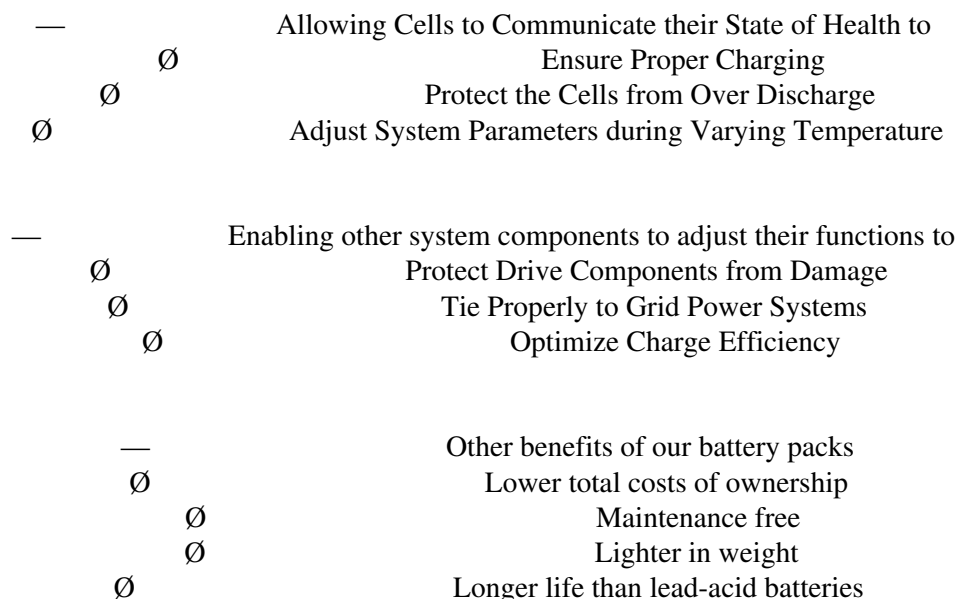 — Allowing Cells to Communicate their State of Health to
Ø Ensure Proper Charging
Ø Protect the Cells from Over Discharge
Ø Adjust System Parameters during Varying Temperature
— Enabling other system components to adjust their functions to
Ø Protect Drive Components from Damage
Ø Tie Properly to Grid Power Systems
Ø Optimize Charge Efficiency
— Other benefits of our battery packs
Ø Lower total costs of ownership
Ø Maintenance free
Ø Lighter in weight
Ø Longer life than lead-acid batteries